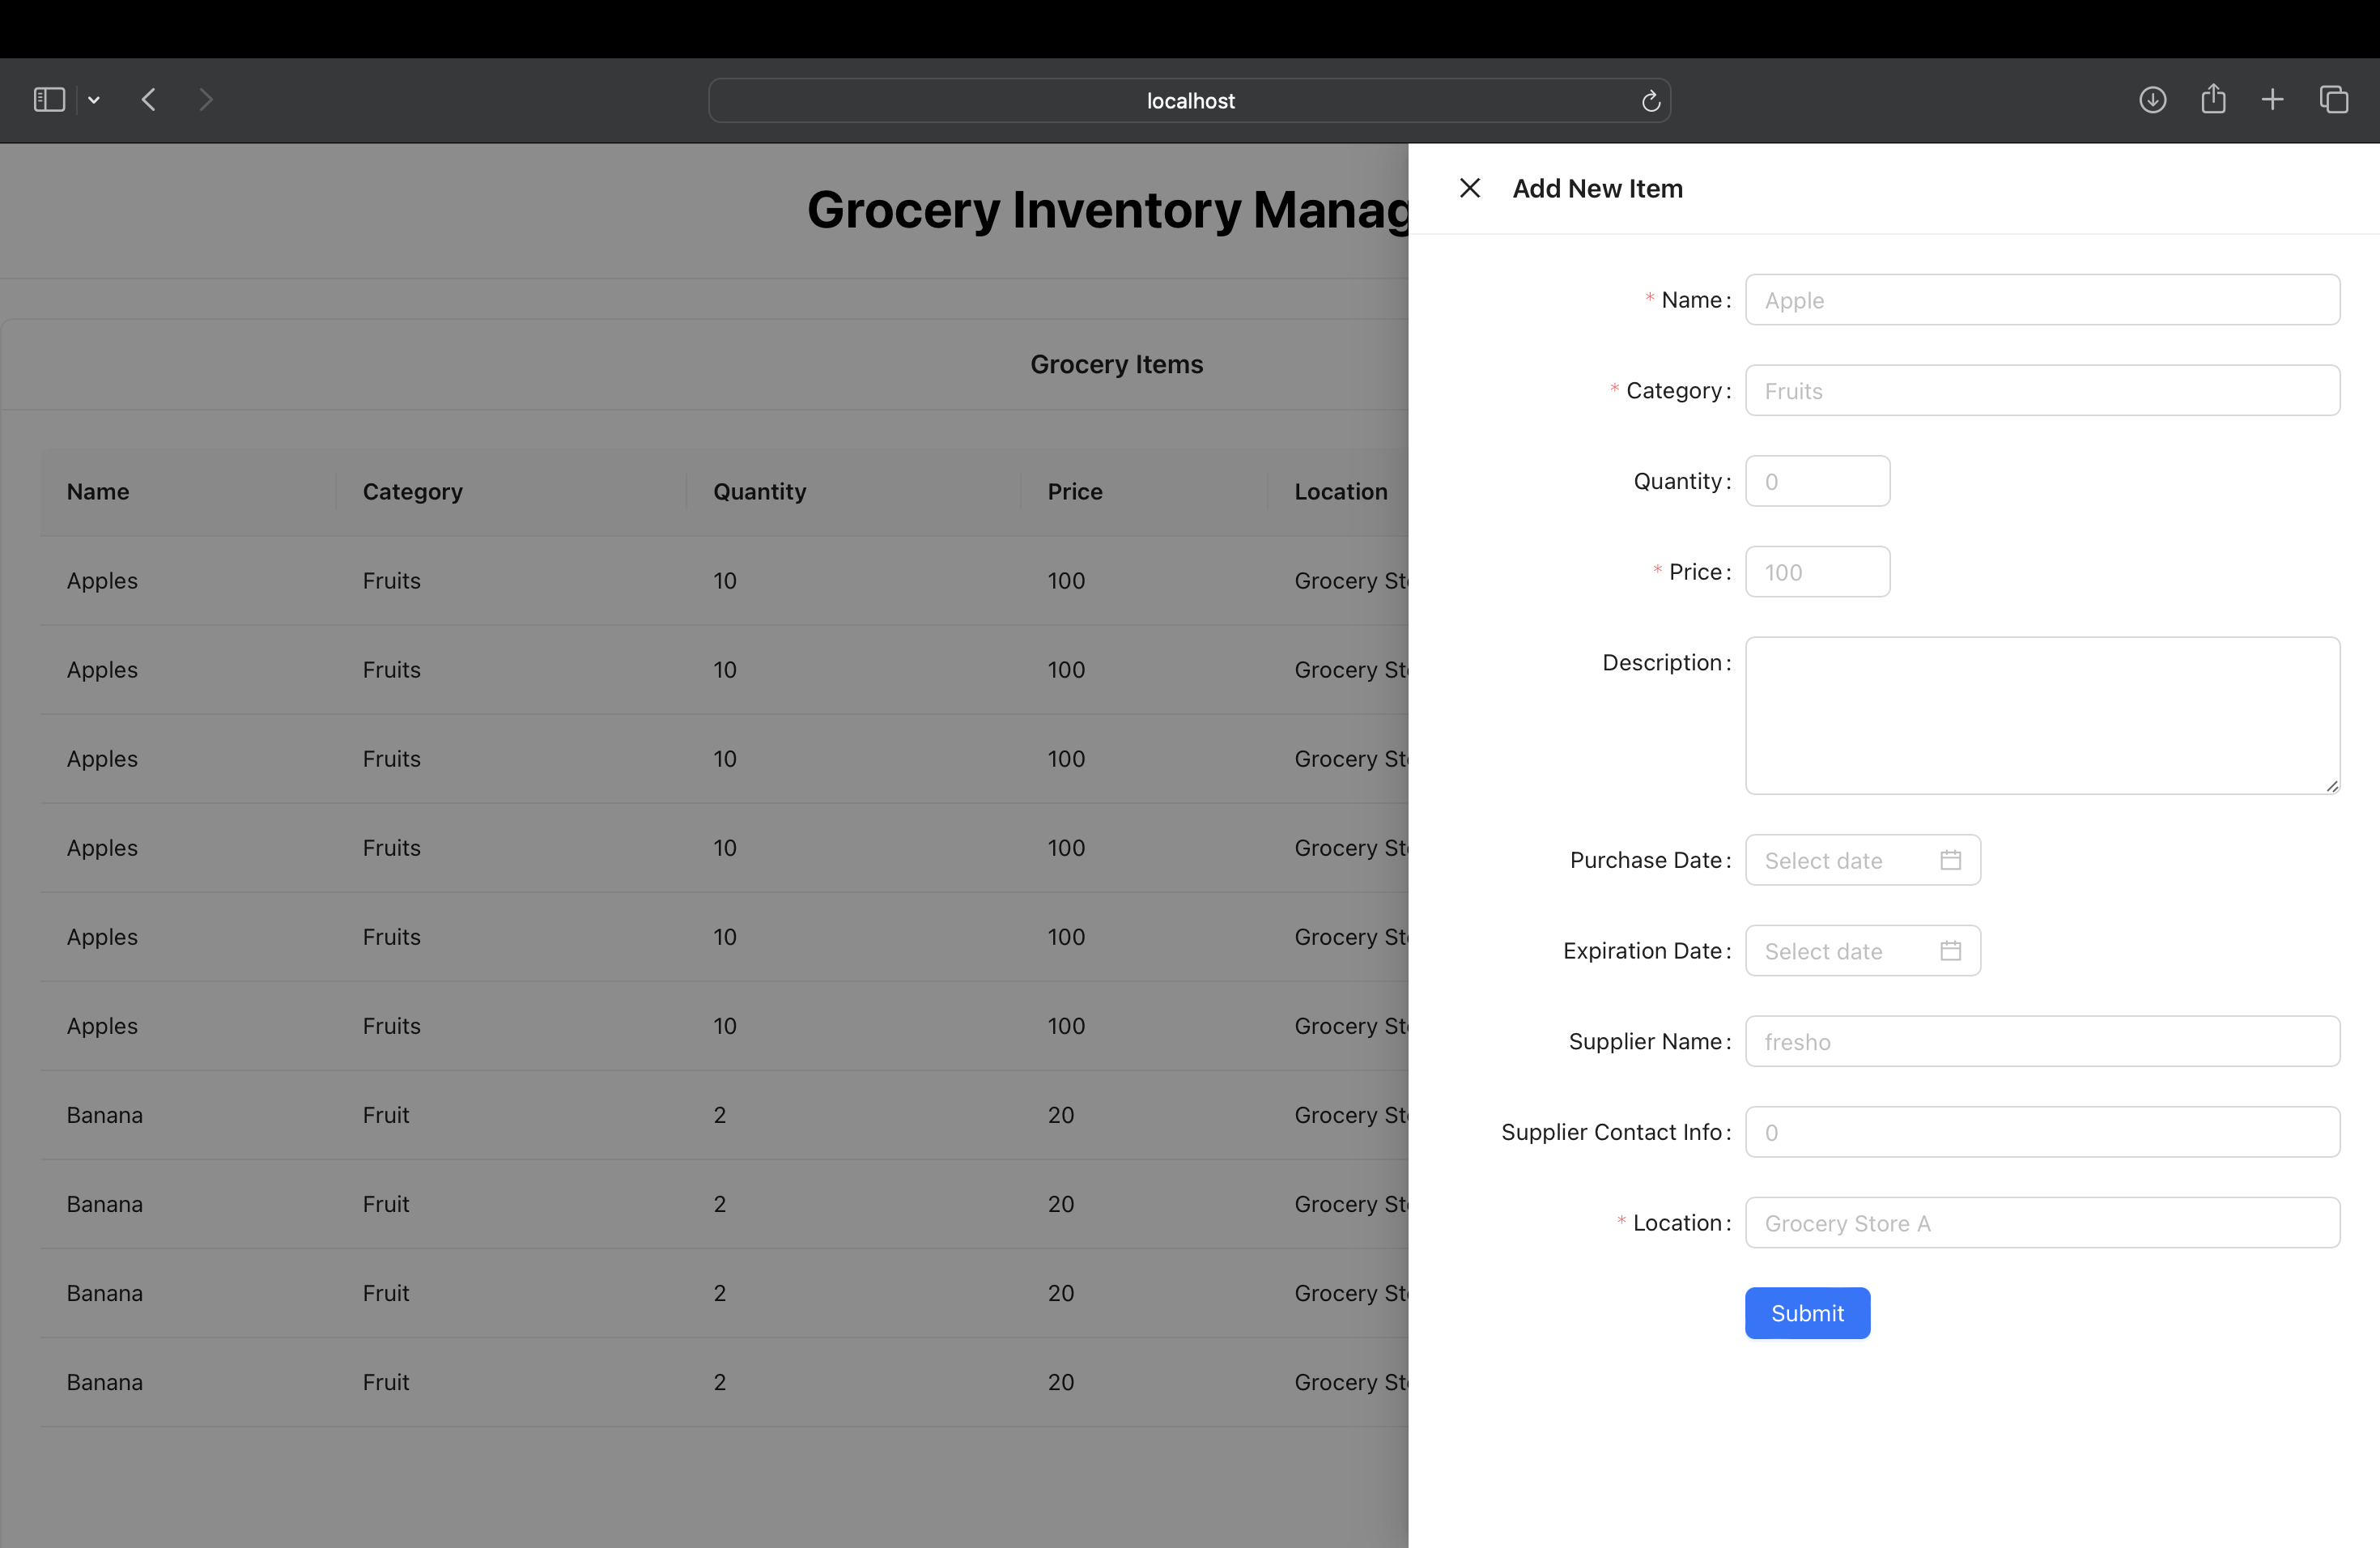 localhost
Grocery Inventory Manag
Grocery Items
Name Category Quantity Price Location
Apples Fruits 10 100 Grocery St
Apples Fruits 10 100 Grocery St
Apples Fruits 10 100 Grocery St
Apples Fruits 10 100 Grocery St
Apples Fruits 10 100 Grocery St
Apples Fruits 10 100 Grocery St
Banana Fruit 2 20 Grocery St
Banana Fruit 2 20 Grocery St
Banana Fruit 2 20 Grocery St
Banana Fruit 2 20 Grocery St
Add New Item
* Name: Apple
* Category: Fruits
Quantity: 0
* Price: 100
Description:
Purchase Date: Select date
Expiration Date: Select date
Supplier Name: fresho
Supplier Contact Info: 0
* Location: Grocery Store A
Submit